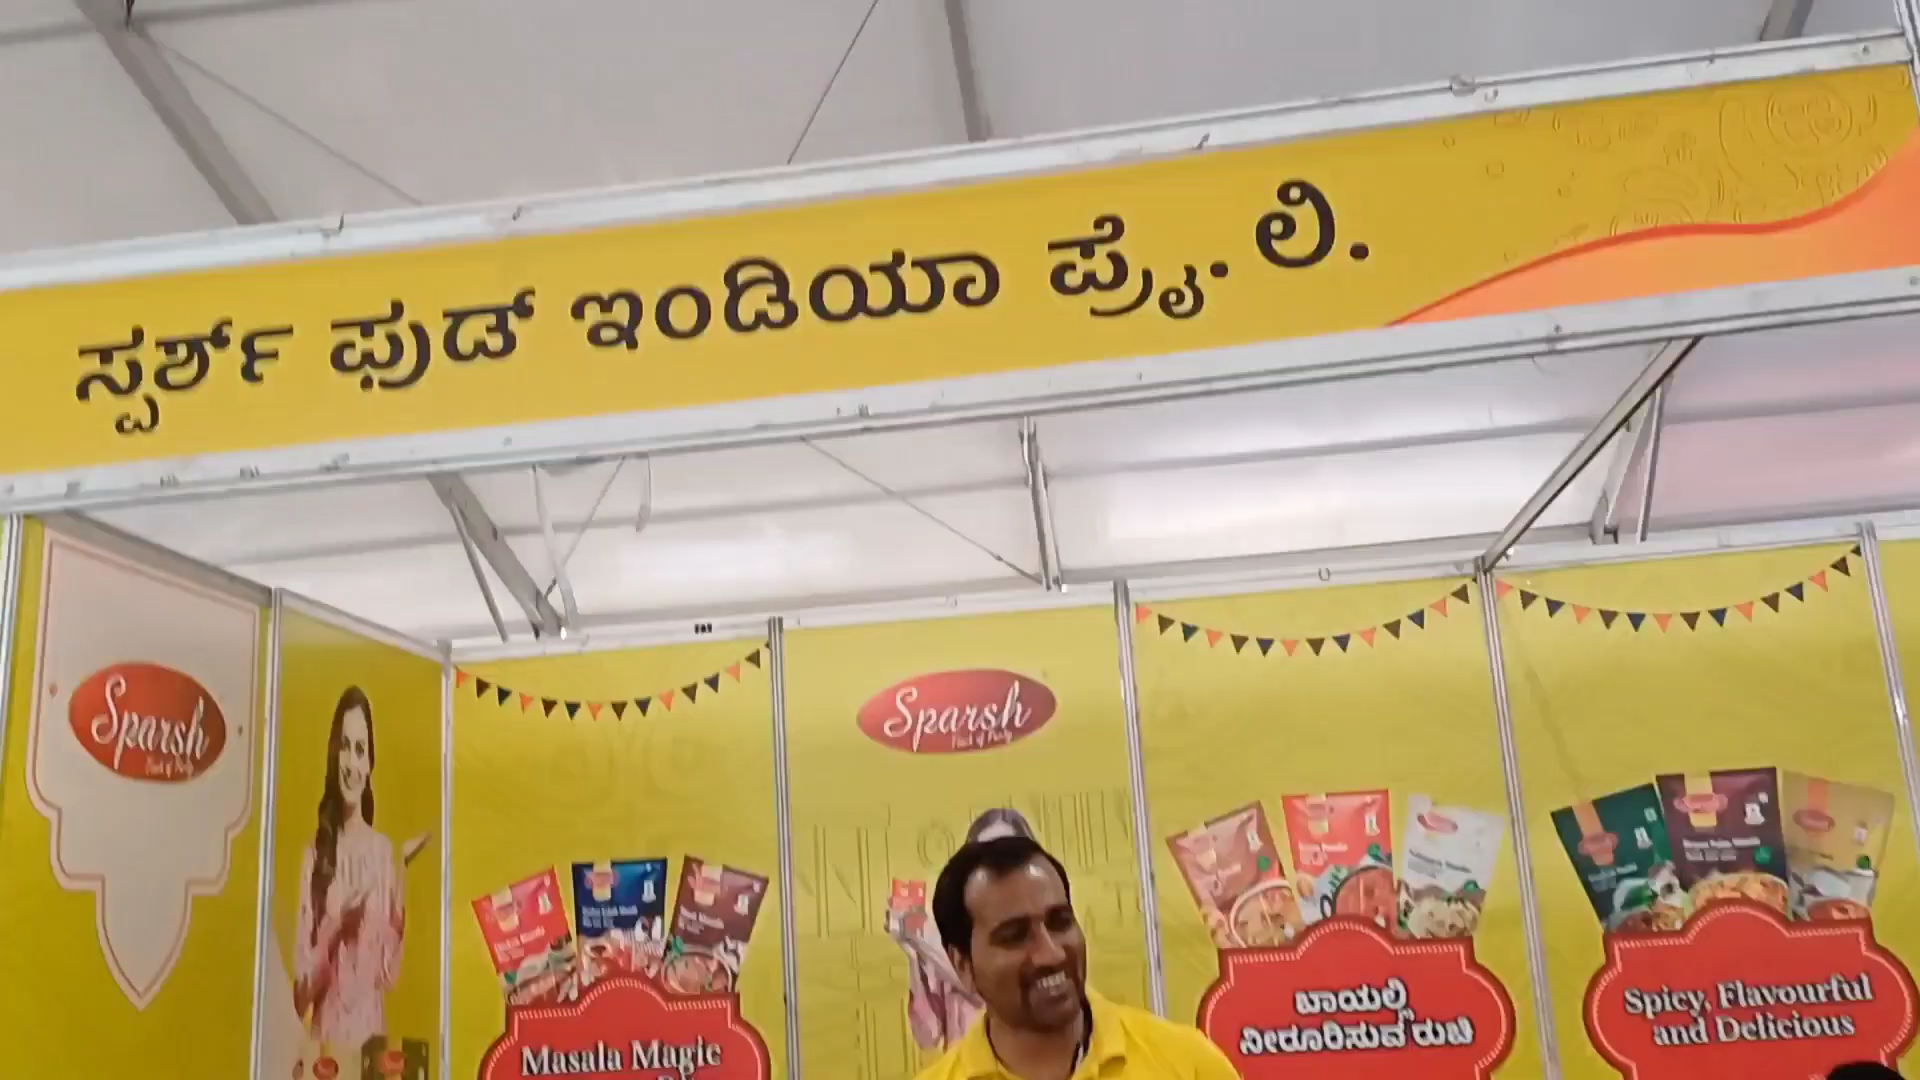 ಸ್ಪರ್ಶ್ ಫುಡ್ ಇಂಡಿಯಾ ಪ್ರೈ. ಲಿ.
Sparsh
Sparsh
Masala Magic
ಬಾಯಲ್ಲಿ
ನೀರೂರಿಸುವ ರುಚಿ
Spicy, Flavourful
and Delicious